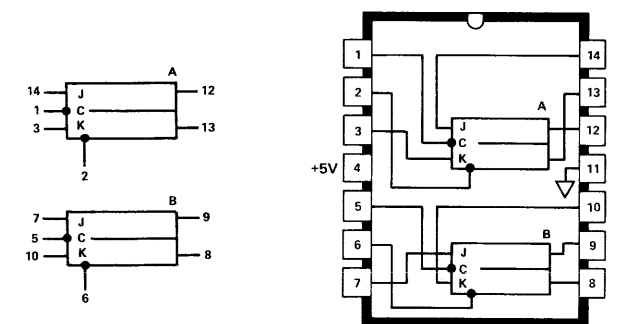 A
14 J 12
1 C
3 K 13
2
B
7 J 9
5 C
10 K 8
6
1 14
2 13
A
3 J 12
C
K
+5V 4 11
5 10
6 B 9
J
C
7 K 8